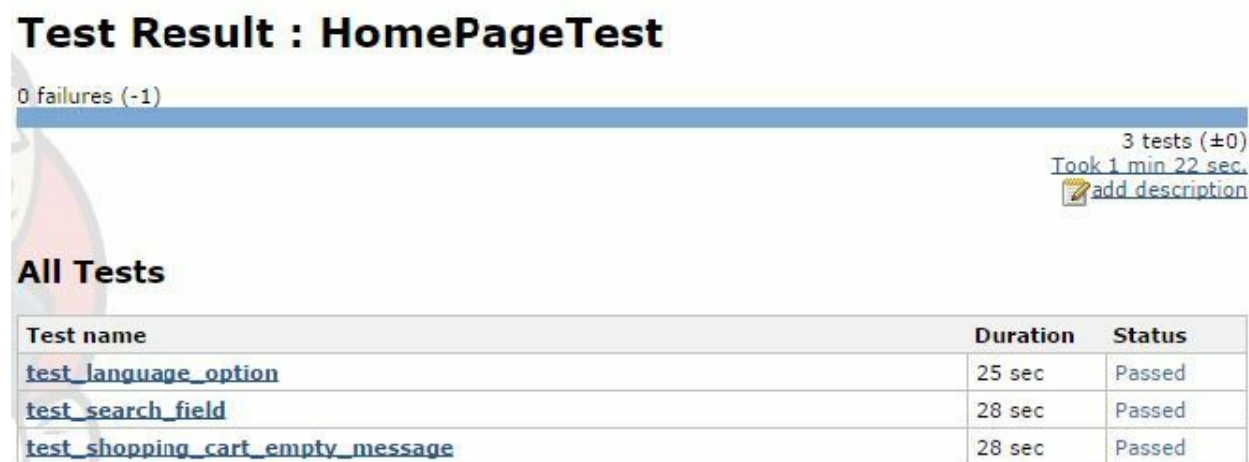 Test Result : HomePageTest
0 failures (-1)
3 tests (±0)
Took 1 min 22 sec.
add description
All Tests
Test name Duration Status
test_language_option 25 sec Passed
test_search_field 28 sec Passed
test_shopping_cart_empty_message 28 sec Passed